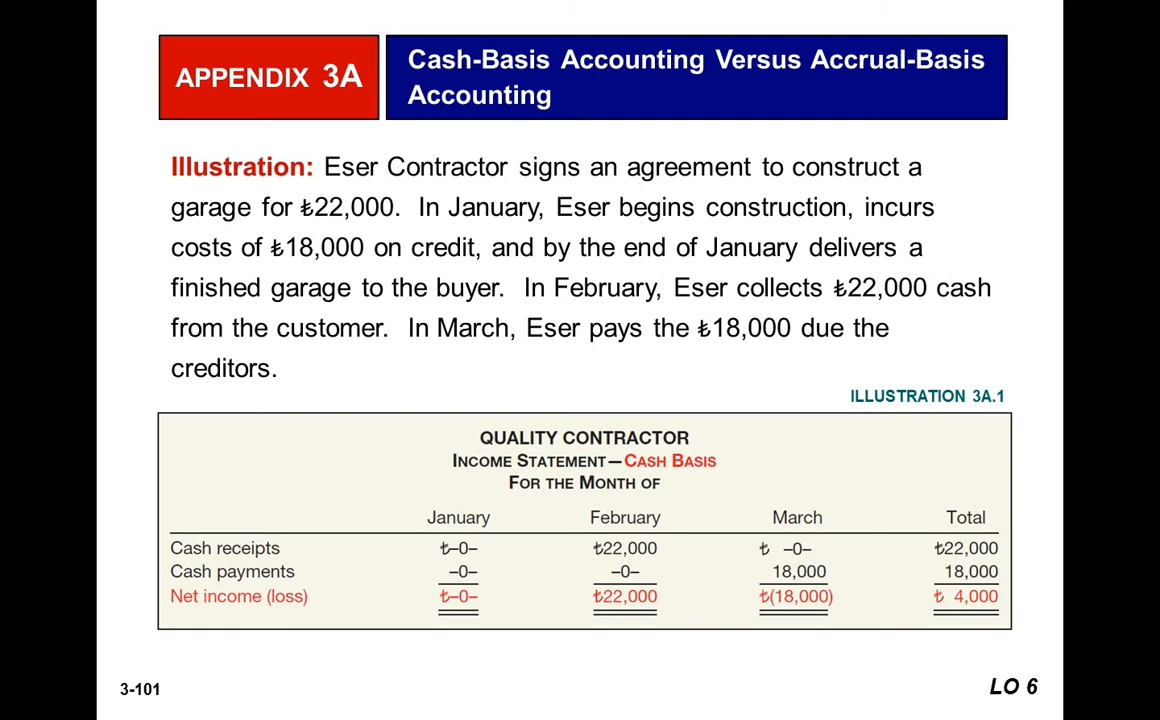 APPENDIX 3A
Cash-Basis Accounting Versus Accrual-Basis
Accounting
Illustration: Eser Contractor signs an agreement to construct a
garage for ₺22,000. In January, Eser begins construction, incurs
costs of ₺18,000 on credit, and by the end of January delivers a
finished garage to the buyer. In February, Eser collects ₺22,000 cash
from the customer. In March, Eser pays the ₺18,000 due the
creditors.
ILLUSTRATION 3A.1
QUALITY CONTRACTOR
INCOME STATEMENT—CASH BASIS
FOR THE MONTH OF
January February March Total
Cash receipts ₺–0– ₺22,000 ₺ –0– ₺22,000
Cash payments –0– –0– 18,000 18,000
Net income (loss) ₺–0– ₺22,000 ₺(18,000) ₺ 4,000
3-101
LO 6